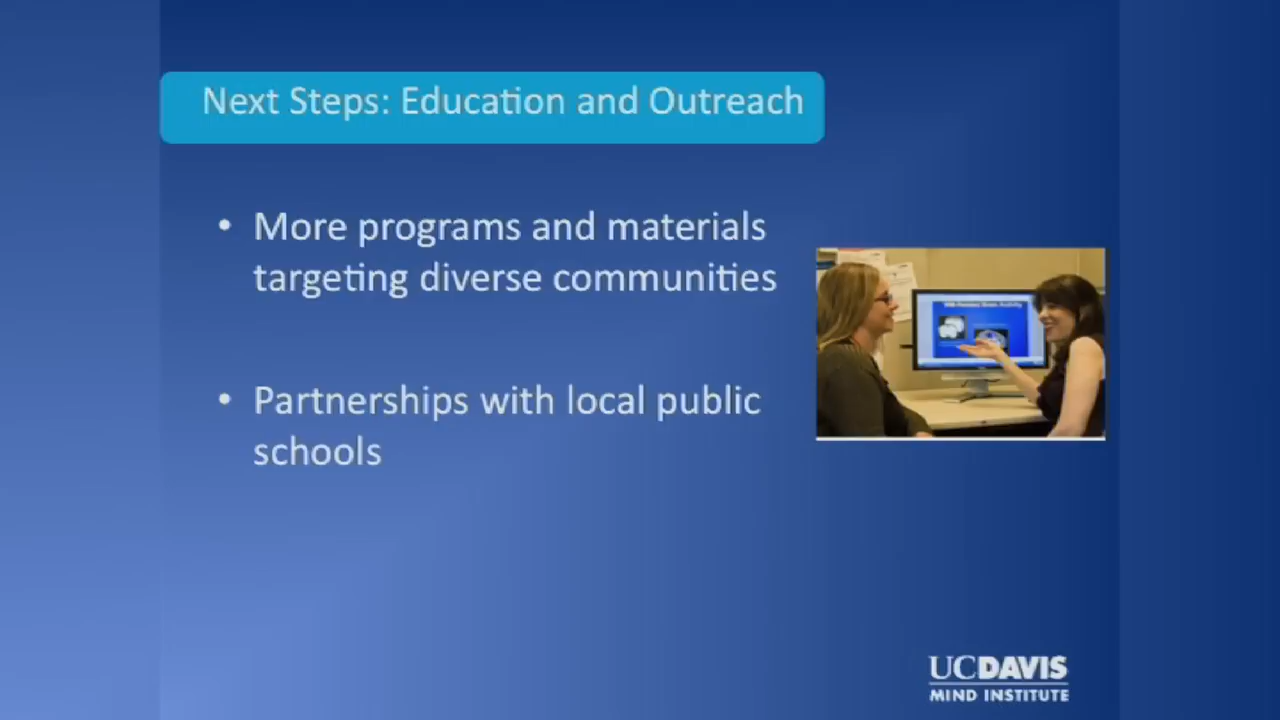 Next Steps: Education and Outreach
• More programs and materials
targeting diverse communities
• Partnerships with local public
schools
UCDAVIS
MIND INSTITUTE